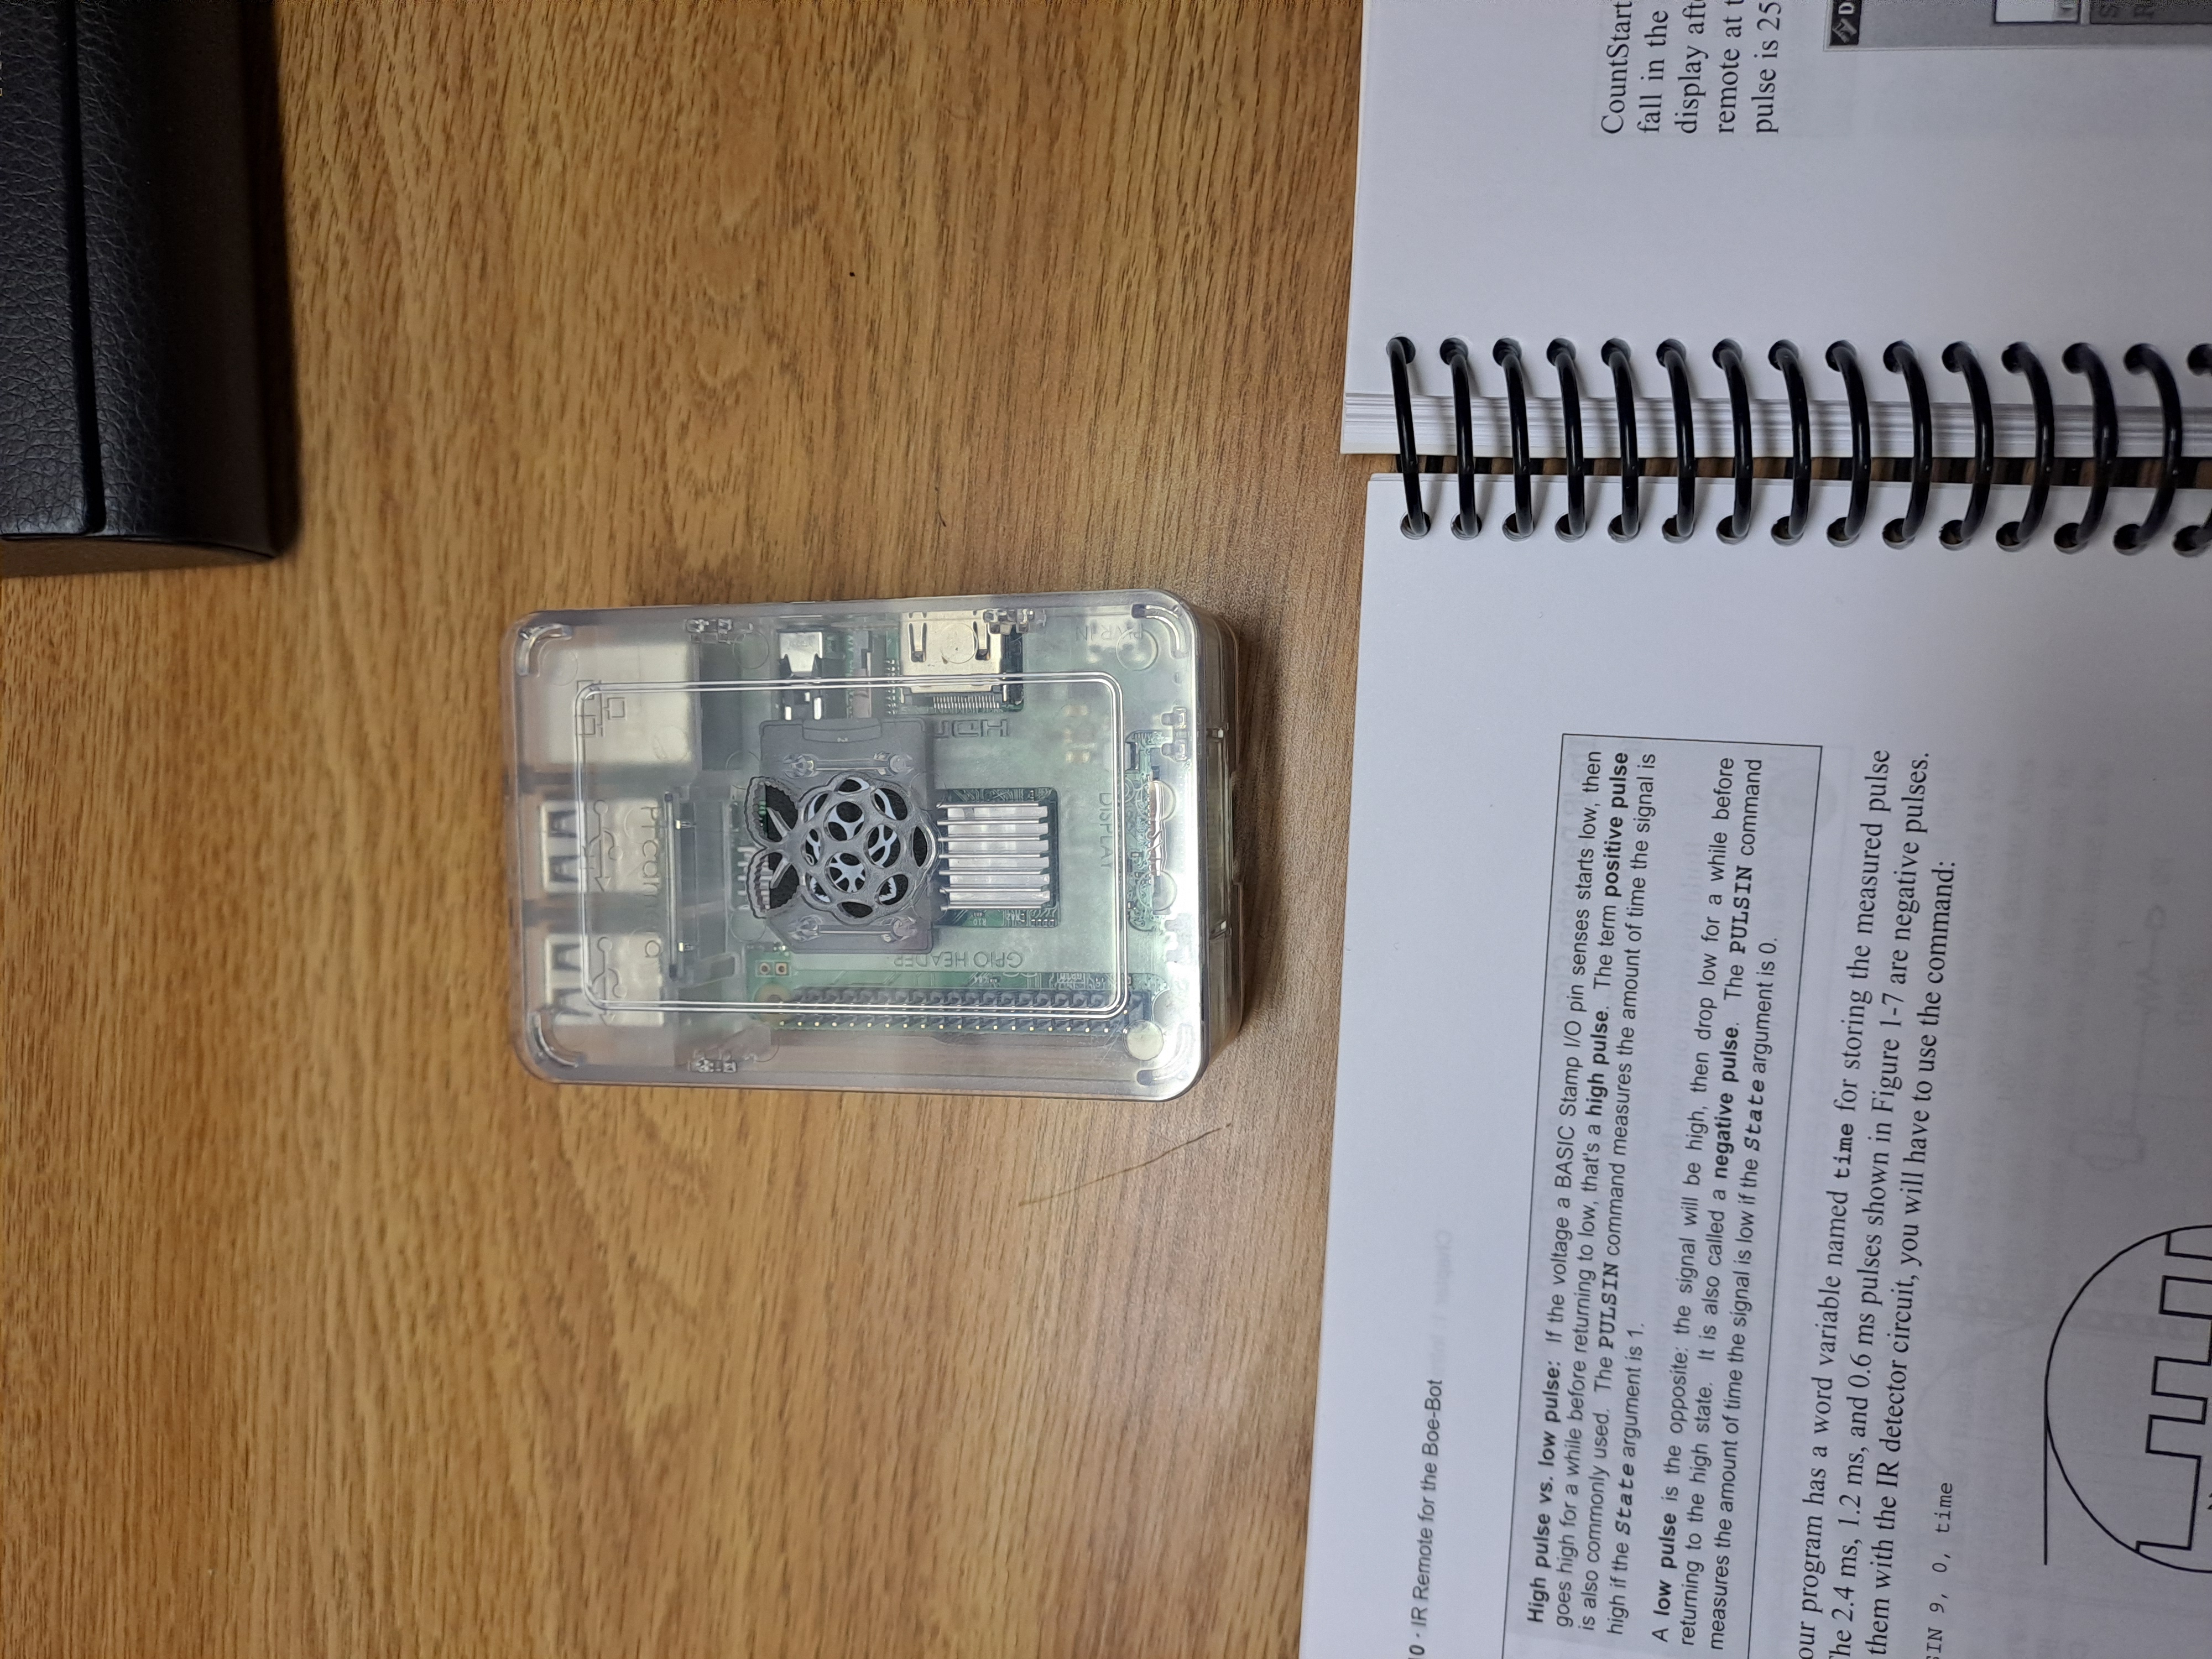 Pi camera
GPIO HEADER
HDMI
DISPLAY
PWR IN
0 · IR Remote for the Boe-Bot
High pulse vs. low pulse: If the voltage a BASIC Stamp I/O pin senses starts low, then
goes high for a while before returning to low, that's a high pulse. The term positive pulse
is also commonly used. The PULSIN command measures the amount of time the signal is
high if the State argument is 1.
A low pulse is the opposite: the signal will be high, then drop low for a while before
returning to the high state. It is also called a negative pulse. The PULSIN command
measures the amount of time the signal is low if the State argument is 0.
our program has a word variable named time for storing the measured pulse
The 2.4 ms, 1.2 ms, and 0.6 ms pulses shown in Figure 1-7 are negative pulses.
them with the IR detector circuit, you will have to use the command:
SIN 9, 0, time
CountStart
fall in the
display aft
remote at t
pulse is 25
D